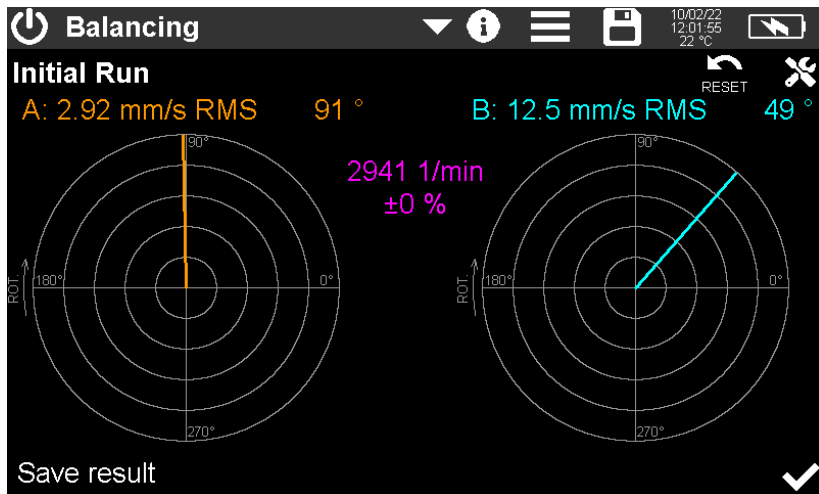 Balancing
i
10/02/22
12:01:55
22 °C
Initial Run
RESET
A: 2.92 mm/s RMS 91 °
B: 12.5 mm/s RMS 49 °
2941 1/min
±0 %
90°
180°
0°
270°
ROT.
90°
180°
0°
270°
ROT.
Save result